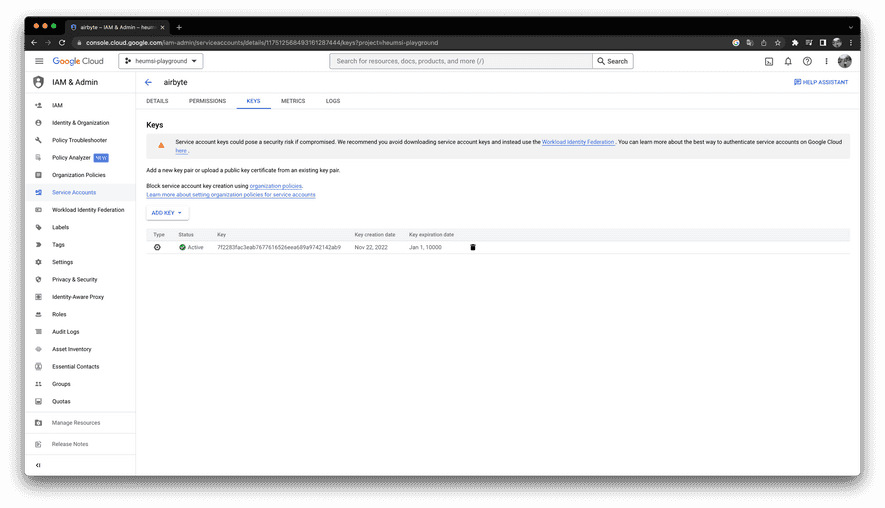 airbyte – IAM & Admin – heumsi-
console.cloud.google.com/iam-admin/serviceaccounts/details/117512568493161287444/keys?project=heumsi-playground
Google Cloud
heumsi-playground
Search for resources, docs, products, and more (/)
Search
IAM & Admin
airbyte
HELP ASSISTANT
DETAILS
PERMISSIONS
KEYS
METRICS
LOGS
IAM
Identity & Organization
Policy Troubleshooter
Policy Analyzer NEW
Organization Policies
Service Accounts
Workload Identity Federation
Labels
Tags
Settings
Privacy & Security
Identity-Aware Proxy
Roles
Audit Logs
Asset Inventory
Essential Contacts
Groups
Quotas
Manage Resources
Release Notes
Keys
Service account keys could pose a security risk if compromised. We recommend you avoid downloading service account keys and instead use the Workload Identity Federation . You can learn more about the best way to authenticate service accounts on Google Cloud
here .
Add a new key pair or upload a public key certificate from an existing key pair.
Block service account key creation using organization policies.
Learn more about setting organization policies for service accounts
ADD KEY
Type Status Key Key creation date Key expiration date
Active 7f2283fac3eab7677616526eea689a9742142ab9 Nov 22, 2022 Jan 1, 10000